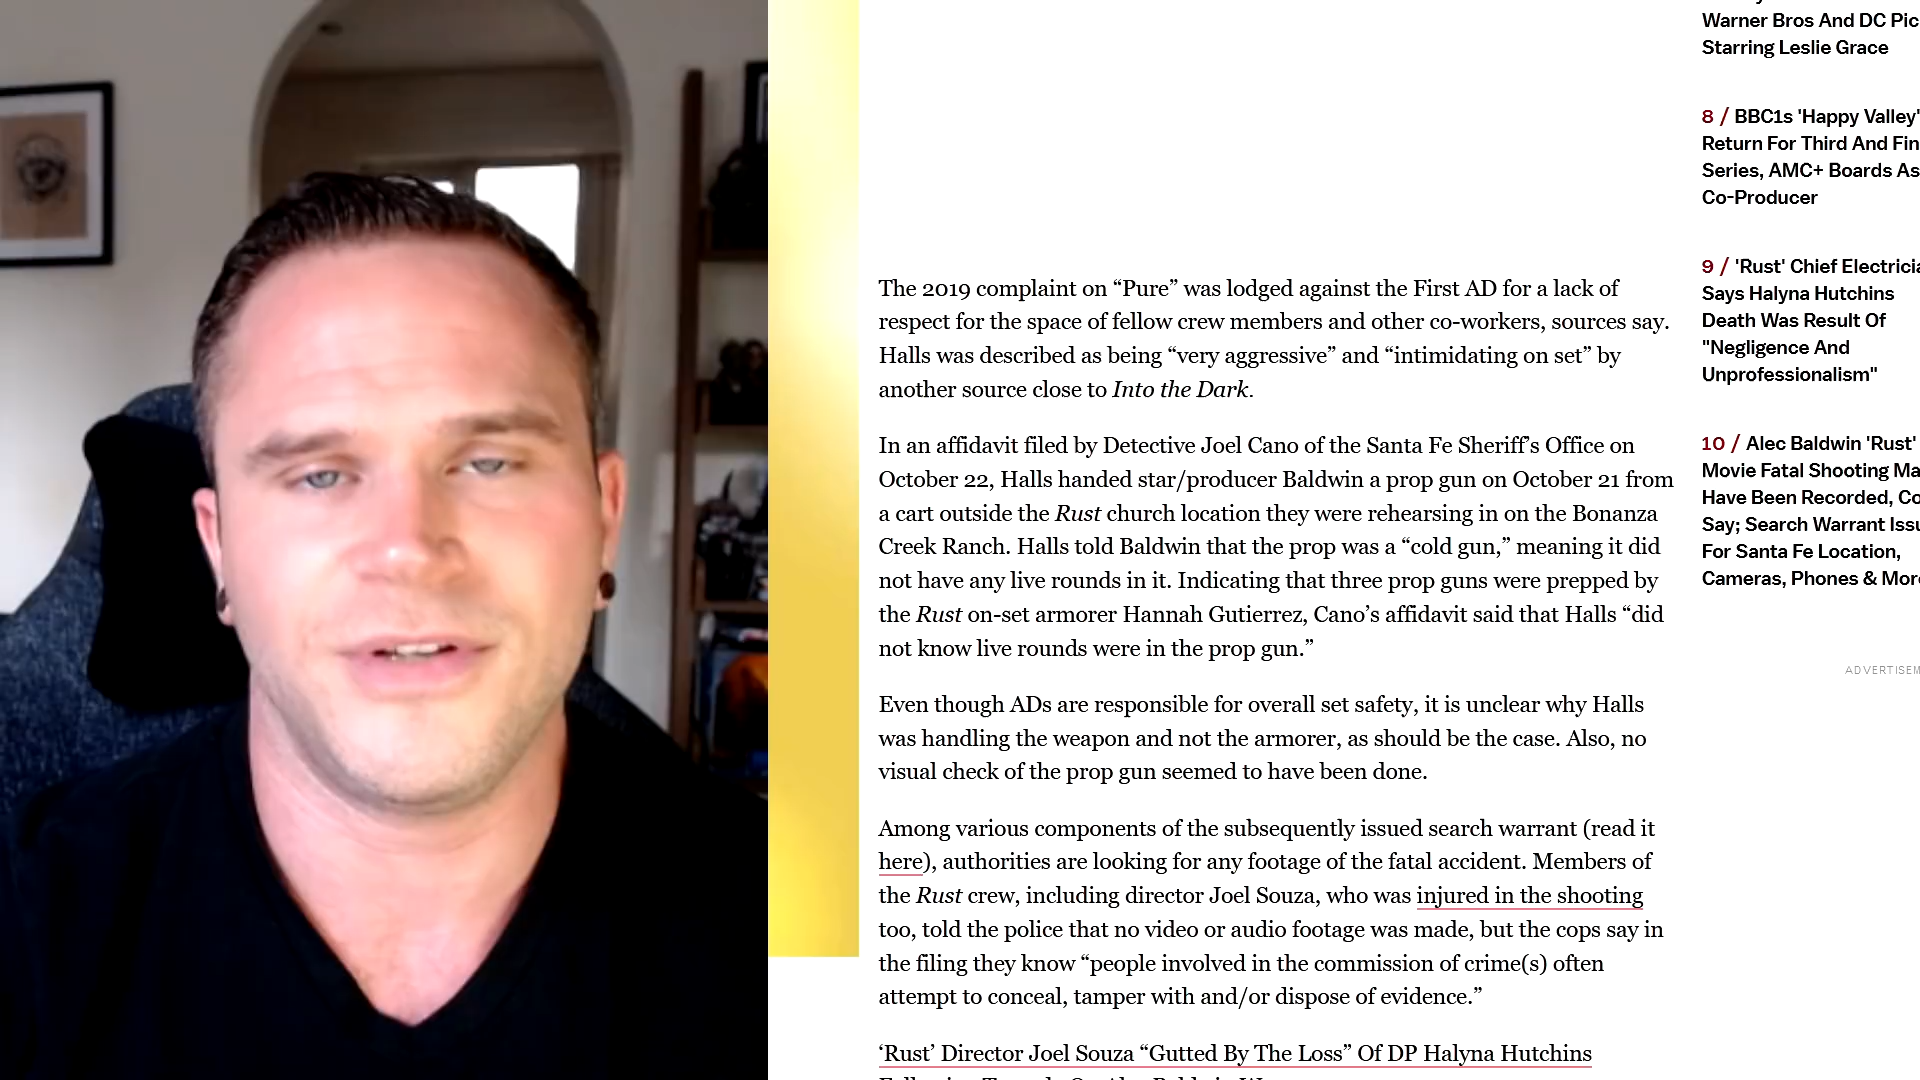 The 2019 complaint on “Pure” was lodged against the First AD for a lack of
respect for the space of fellow crew members and other co-workers, sources say.
Halls was described as being “very aggressive” and “intimidating on set” by
another source close to Into the Dark.
In an affidavit filed by Detective Joel Cano of the Santa Fe Sheriff’s Office on
October 22, Halls handed star/producer Baldwin a prop gun on October 21 from
a cart outside the Rust church location they were rehearsing in on the Bonanza
Creek Ranch. Halls told Baldwin that the prop was a “cold gun,” meaning it did
not have any live rounds in it. Indicating that three prop guns were prepped by
the Rust on-set armorer Hannah Gutierrez, Cano’s affidavit said that Halls “did
not know live rounds were in the prop gun.”
Even though ADs are responsible for overall set safety, it is unclear why Halls
was handling the weapon and not the armorer, as should be the case. Also, no
visual check of the prop gun seemed to have been done.
Among various components of the subsequently issued search warrant (read it
here), authorities are looking for any footage of the fatal accident. Members of
the Rust crew, including director Joel Souza, who was injured in the shooting
too, told the police that no video or audio footage was made, but the cops say in
the filing they know “people involved in the commission of crime(s) often
attempt to conceal, tamper with and/or dispose of evidence.”
‘Rust’ Director Joel Souza “Gutted By The Loss” Of DP Halyna Hutchins
Warner Bros And DC Pic
Starring Leslie Grace
8 / BBC1s 'Happy Valley'
Return For Third And Fin
Series, AMC+ Boards As
Co-Producer
9 / 'Rust' Chief Electricia
Says Halyna Hutchins
Death Was Result Of
"Negligence And
Unprofessionalism"
10 / Alec Baldwin 'Rust'
Movie Fatal Shooting Ma
Have Been Recorded, Co
Say; Search Warrant Issu
For Santa Fe Location,
Cameras, Phones & More
ADVERTISEM